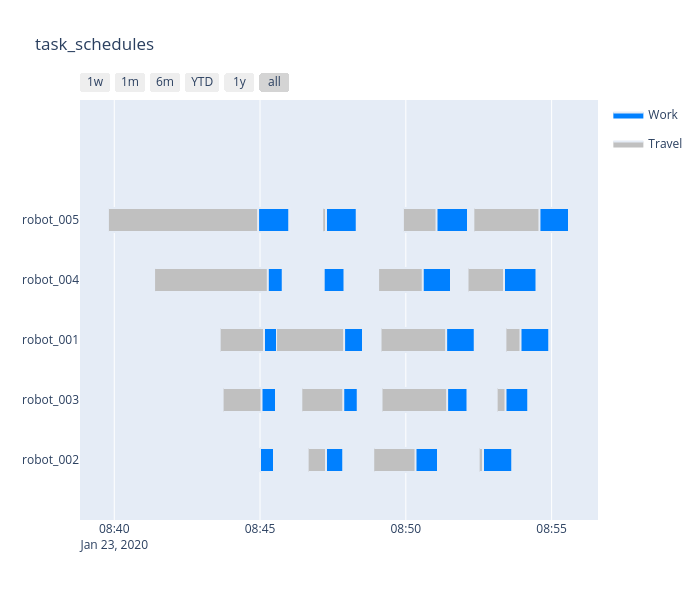 task_schedules
1w 1m 6m YTD 1y all
Work
Travel
robot_005
robot_004
robot_001
robot_003
robot_002
08:40 08:45 08:50 08:55
Jan 23, 2020